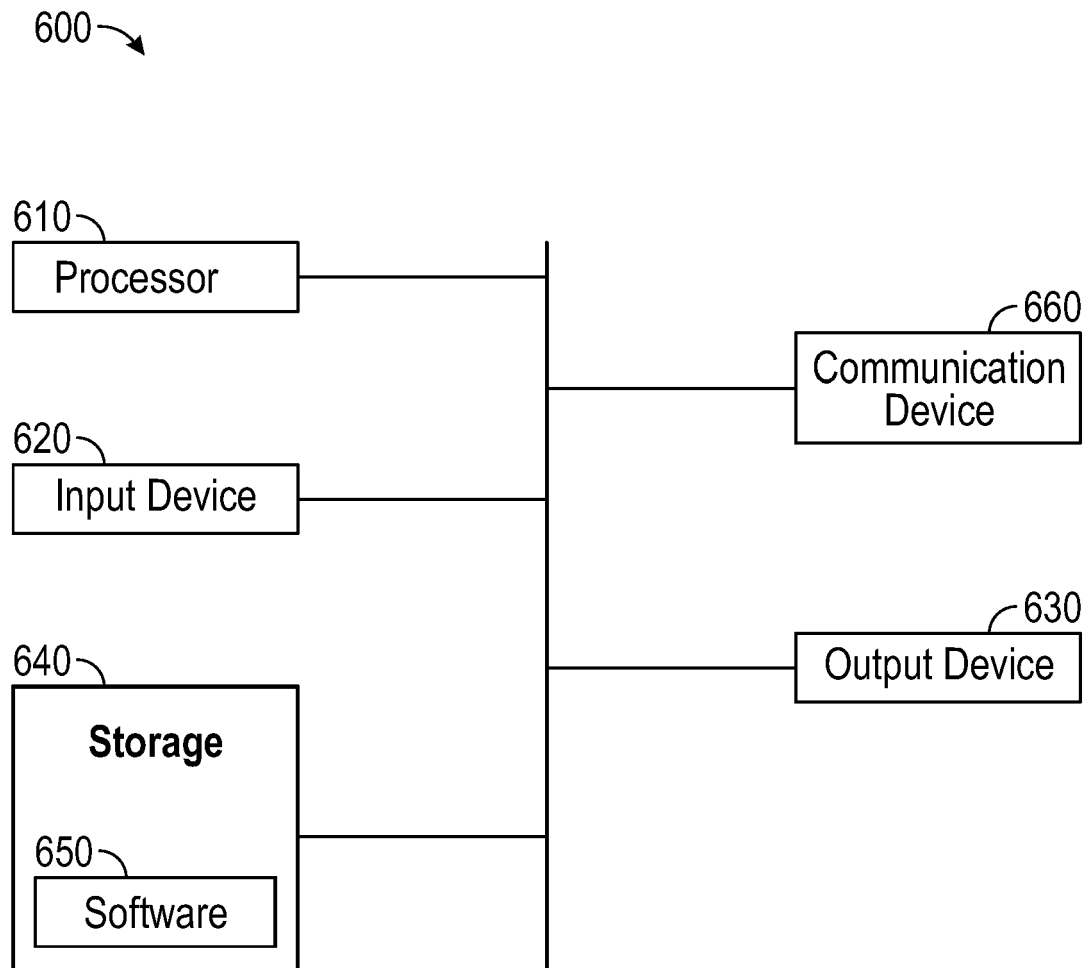 600
610
Processor
660
Communication
Device
620
Input Device
630
Output Device
640
Storage
650
Software